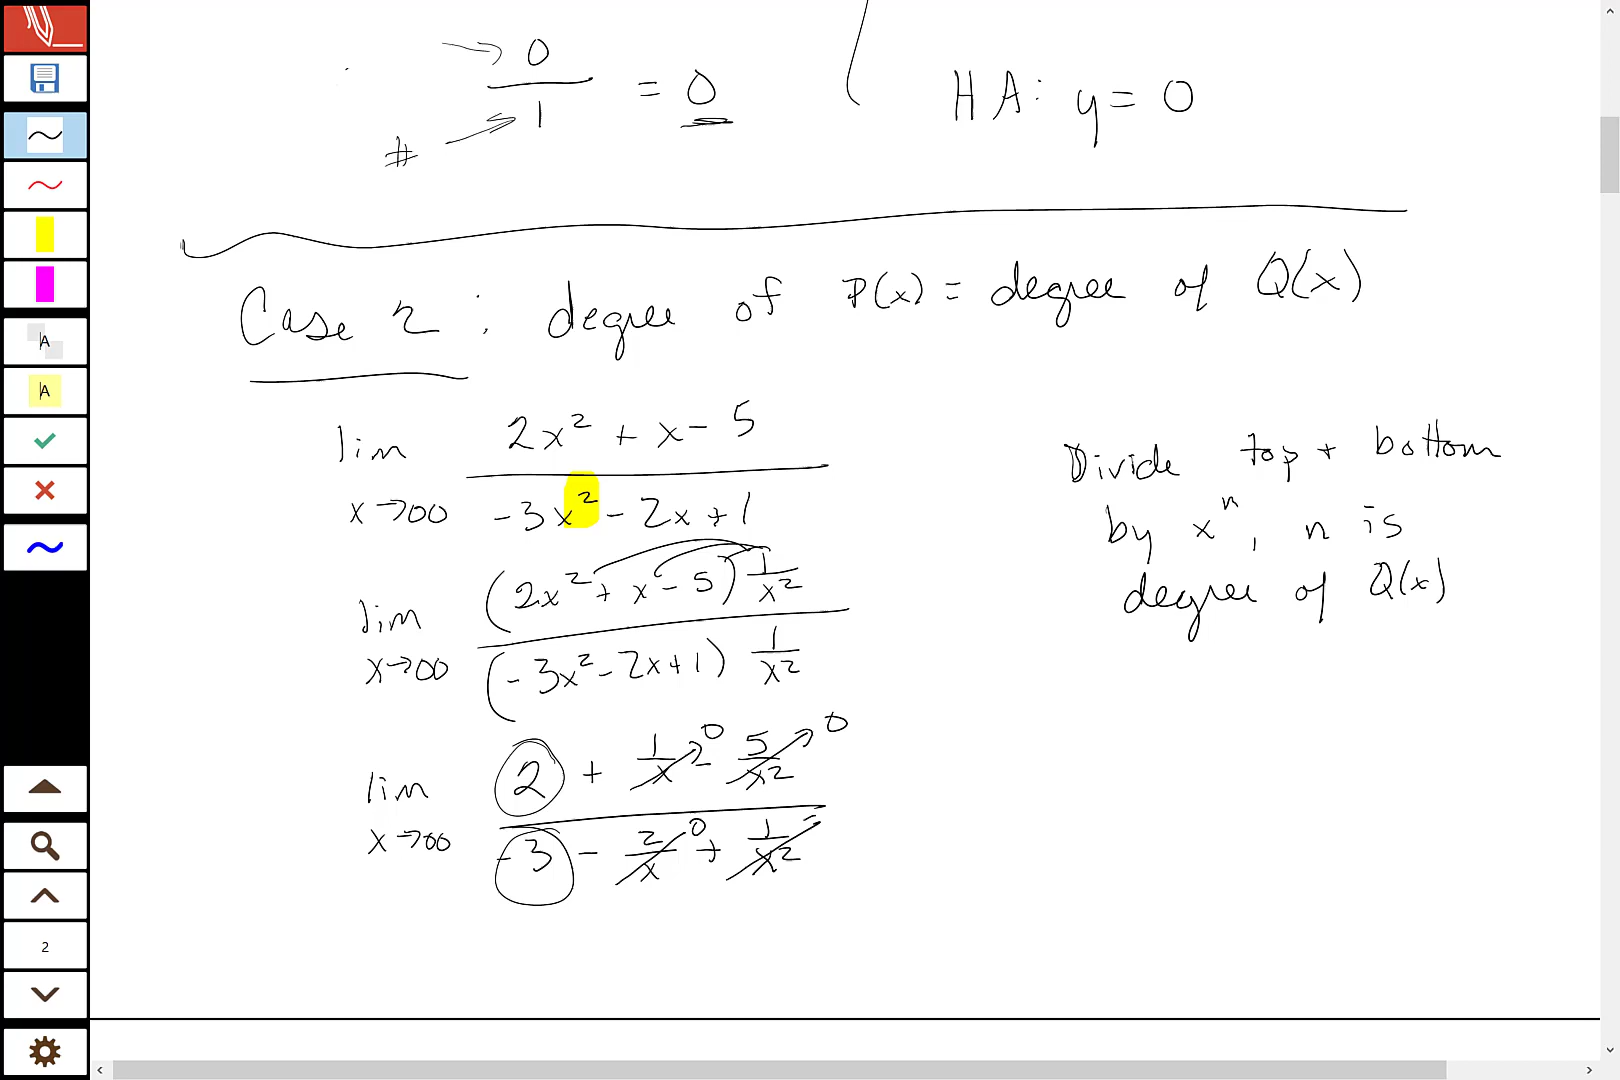 0
—
1
= 0
#
HA: y = 0
Case 2 : degree of P(x) = degree of Q(x)
lim x→∞ (2x² + x - 5) / (-3x² - 2x + 1)
Divide top + bottom
by xⁿ, n is
degree of Q(x)
lim x→∞ (2x² + x - 5) 1/x² / (-3x² - 2x + 1) 1/x²
lim x→∞ (2 + 1/x → 0 - 5/x² → 0) / (-3 - 2/x → 0 + 1/x²)
A
A
2